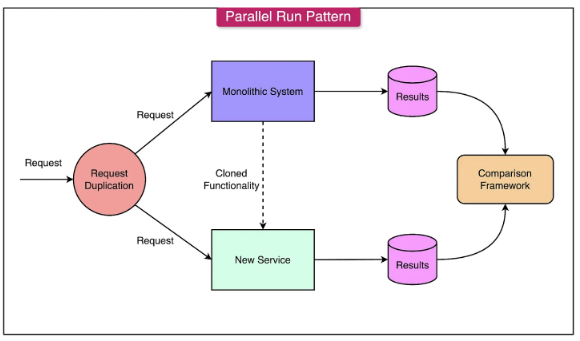 Parallel Run Pattern
Request
Request
Duplication
Request
Request
Monolithic System
Cloned
Functionality
New Service
Results
Results
Comparison
Framework